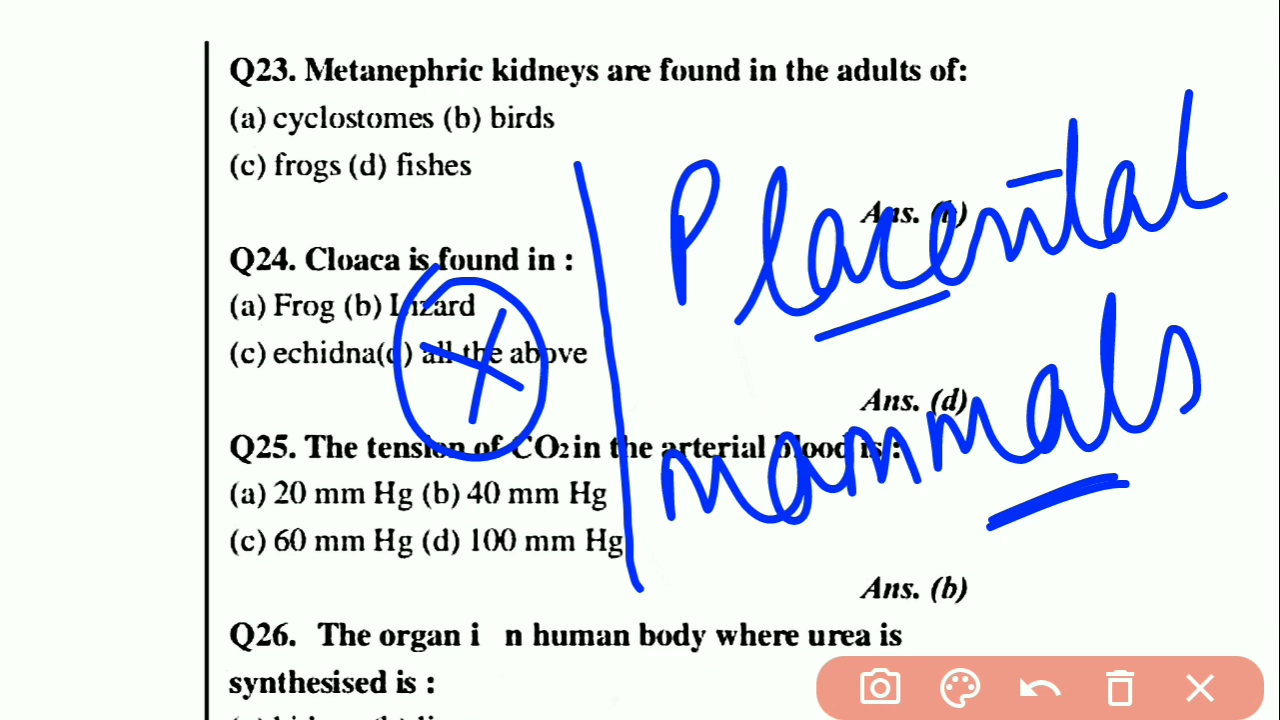 Q23. Metanephric kidneys are found in the adults of:
(a) cyclostomes (b) birds
(c) frogs (d) fishes
Ans. (b)
Placental
Q24. Cloaca is found in :
(a) Frog (b) Lizard
(c) echidna(d) all the above
Ans. (d)
mammals
Q25. The tension of CO2 in the arterial blood is :
(a) 20 mm Hg (b) 40 mm Hg
(c) 60 mm Hg (d) 100 mm Hg
Ans. (b)
Q26. The organ i n human body where urea is
synthesised is :